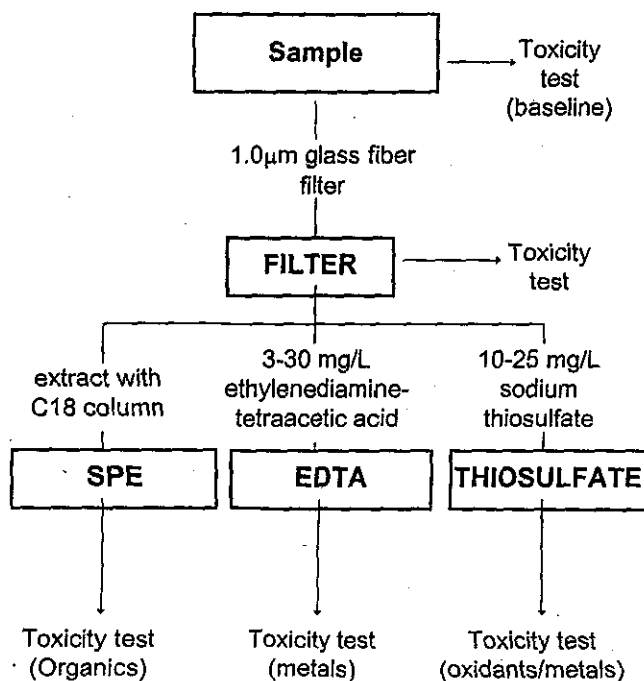 Sample
Toxicity
test
(baseline)
1.0μm glass fiber
filter
FILTER
Toxicity
test
extract with
C18 column
3-30 mg/L
ethylenediamine-
tetraacetic acid
10-25 mg/L
sodium
thiosulfate
SPE
EDTA
THIOSULFATE
Toxicity test
(Organics)
Toxicity test
(metals)
Toxicity test
(oxidants/metals)